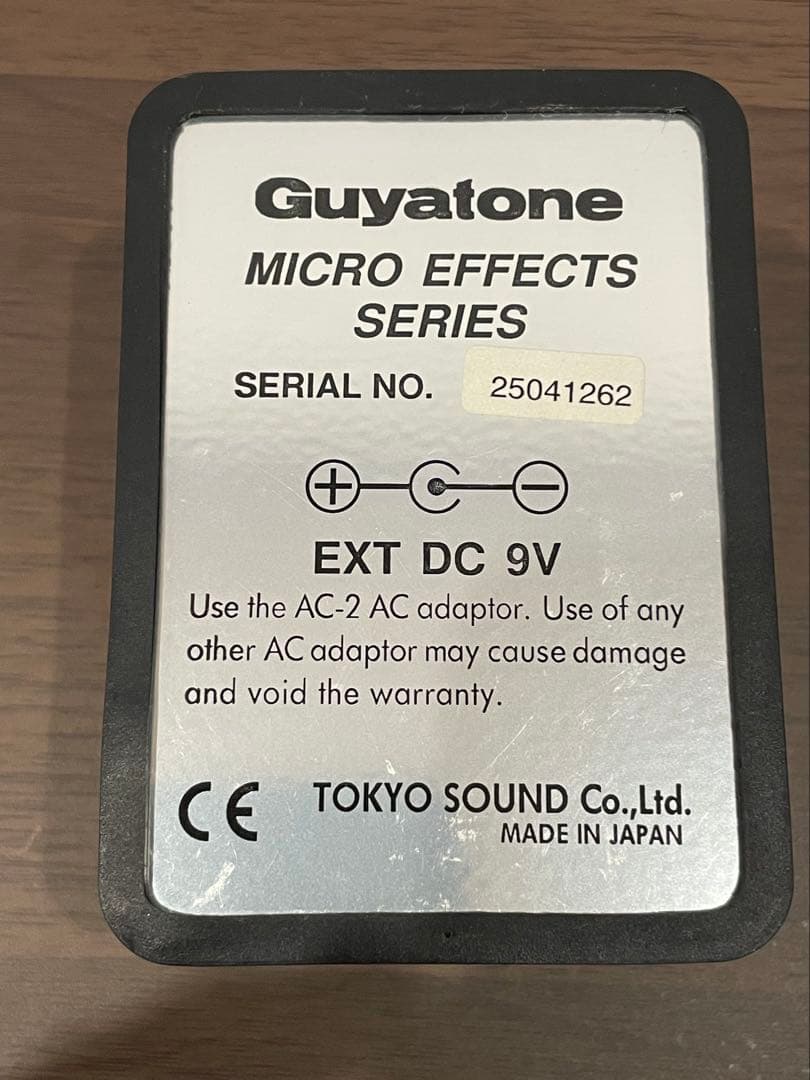 Guyatone
MICRO EFFECTS
SERIES
SERIAL NO. 25041262
EXT DC 9V
Use the AC-2 AC adaptor. Use of any
other AC adaptor may cause damage
and void the warranty.
CE TOKYO SOUND Co.,Ltd.
MADE IN JAPAN